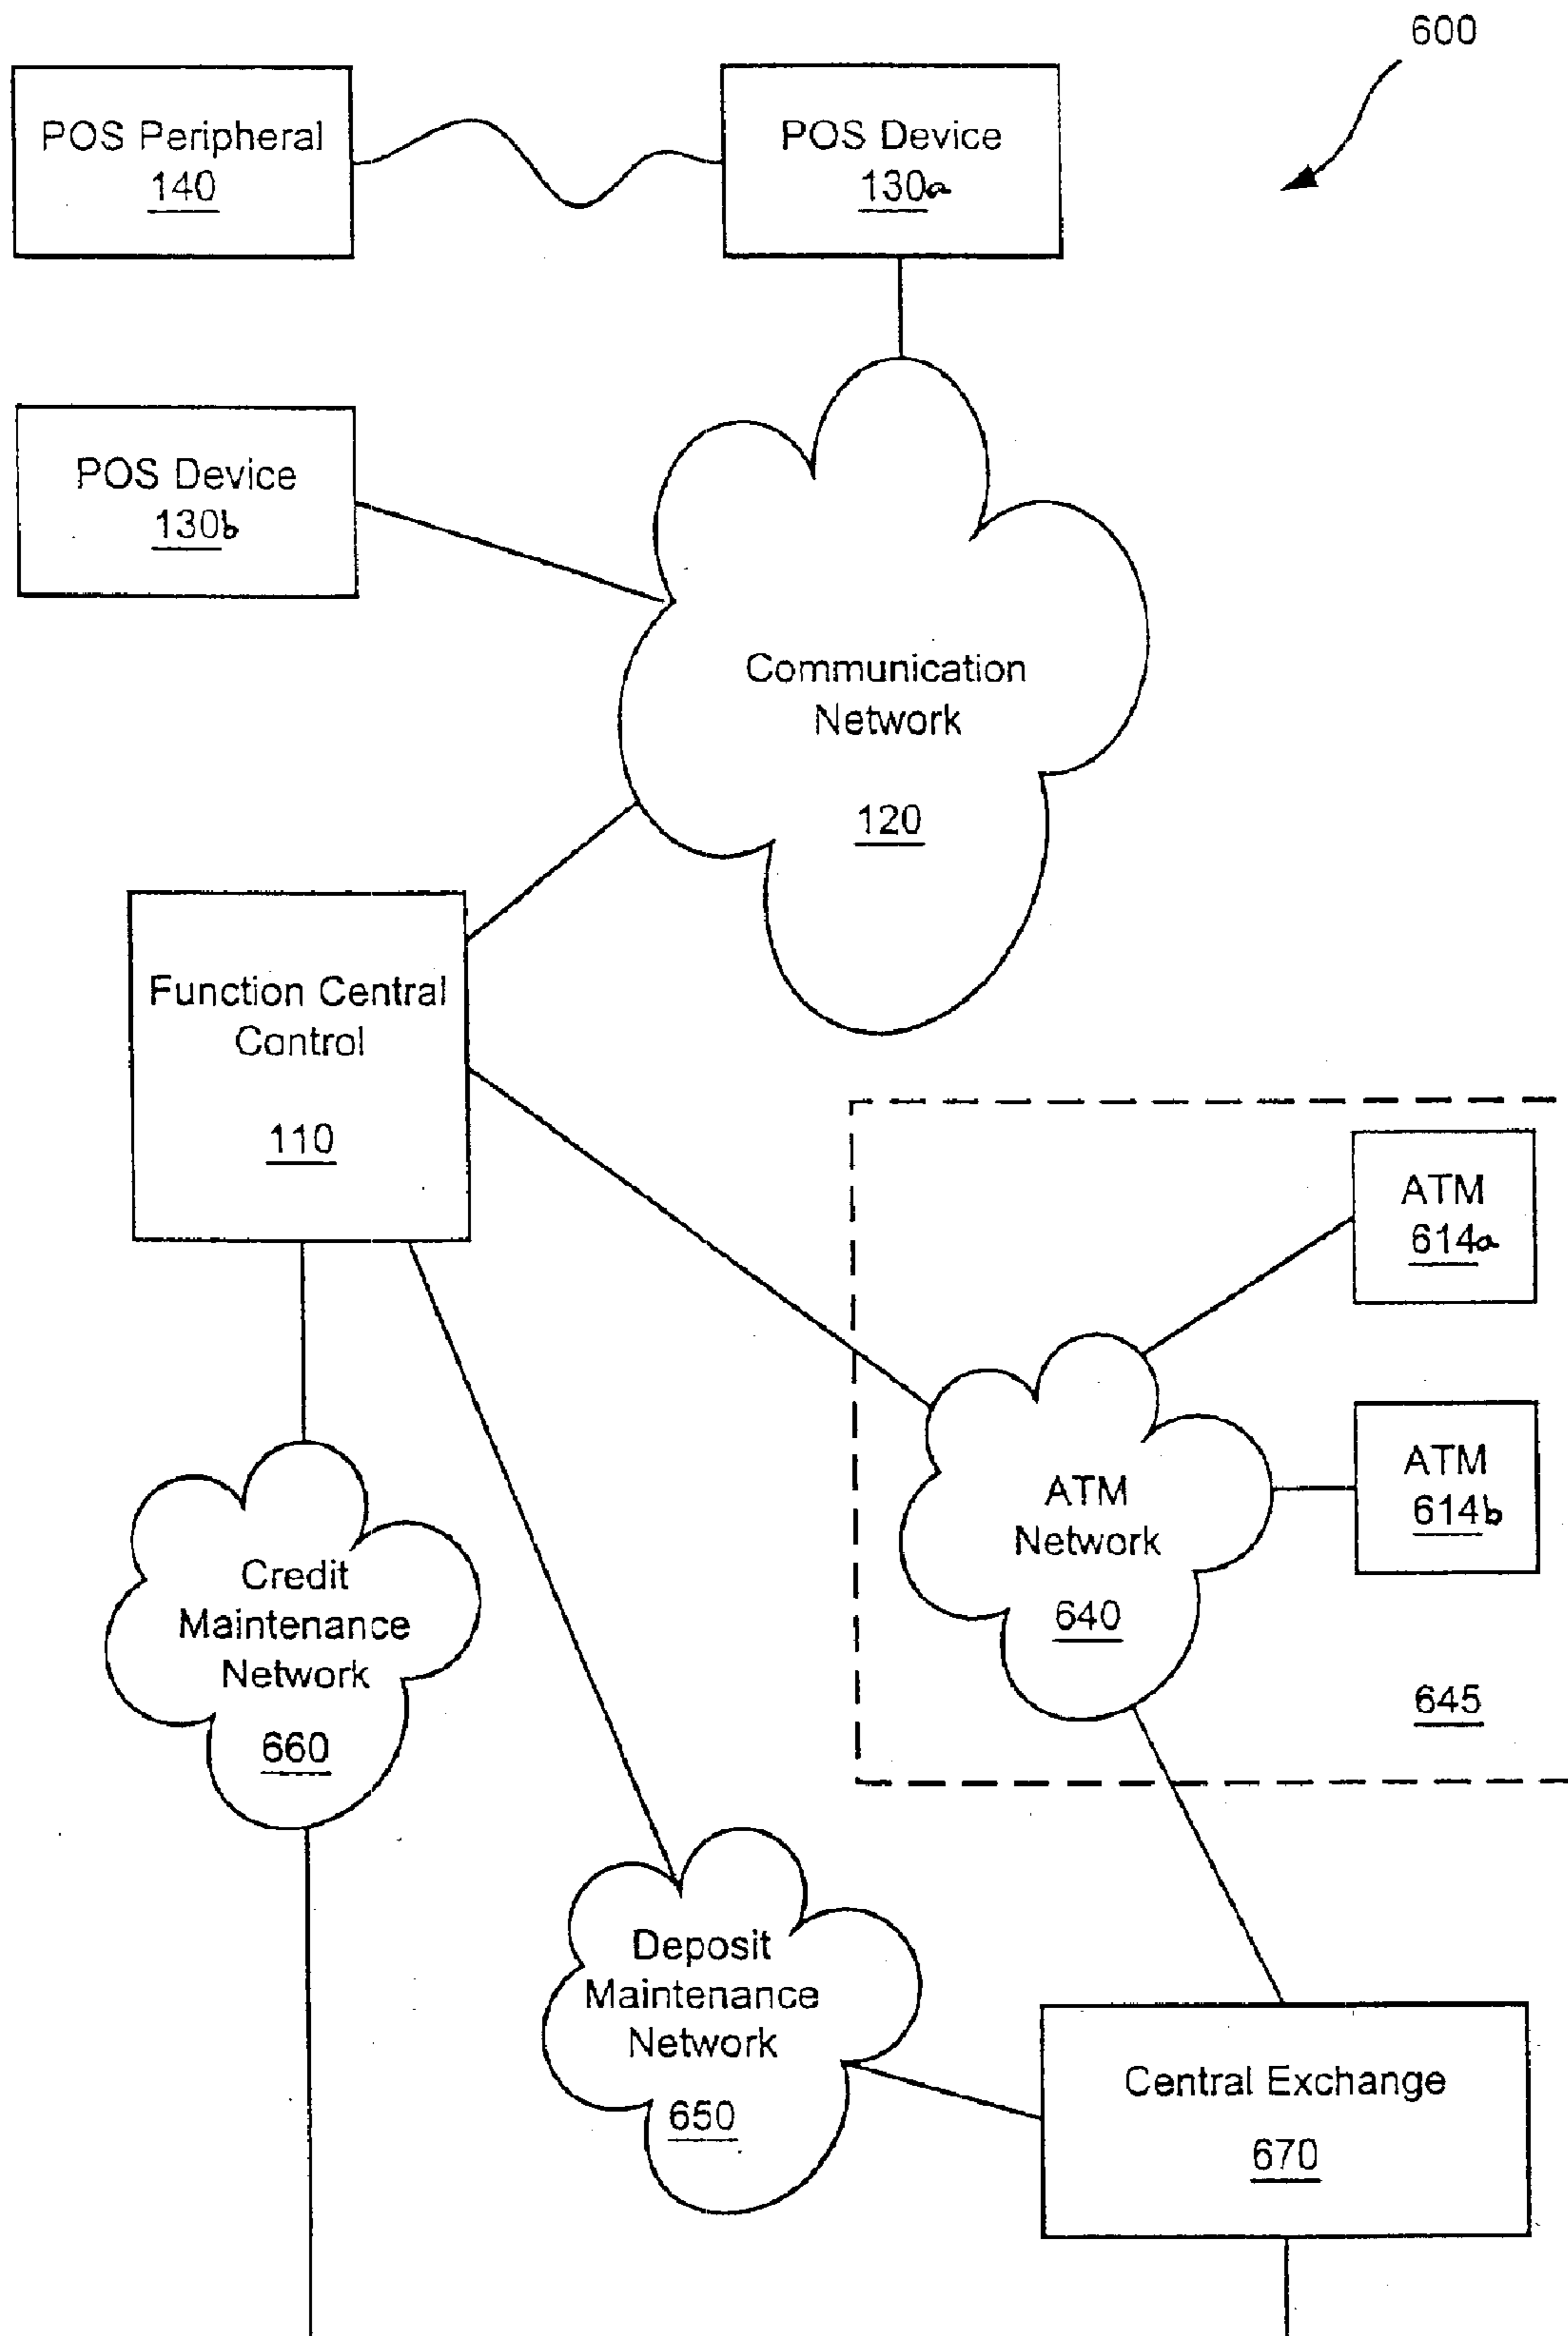 600
POS Peripheral
140
POS Device
130a
POS Device
130b
Communication
Network
120
Function Central
Control
110
ATM
614a
ATM
614b
ATM
Network
640
645
Credit
Maintenance
Network
660
Deposit
Maintenance
Network
650
Central Exchange
670